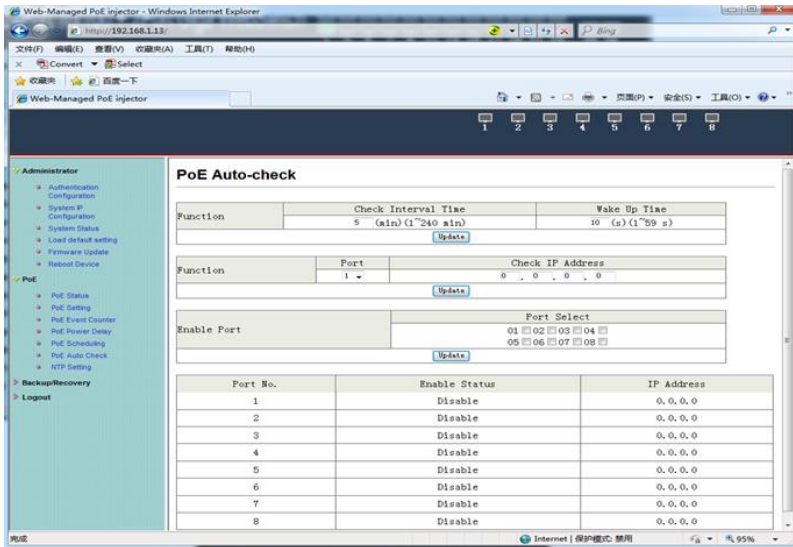 Web-Managed PoE injector - Windows Internet Explorer
http://192.168.1.13/
Bing
文件(F) 编辑(E) 查看(V) 收藏夹(A) 工具(T) 帮助(H)
× Convert Select
收藏夹 百度一下
Web-Managed PoE injector
页面(P) 安全(S) 工具(O)
1 2 3 4 5 6 7 8
Administrator
Authentication
Configuration
System IP
Configuration
System Status
Load default setting
Firmware Update
Reboot Device
PoE
PoE Status
PoE Setting
PoE Event Counter
PoE Power Delay
PoE Scheduling
PoE Auto Check
NTP Setting
Backup/Recovery
Logout
PoE Auto-check
Function Check Interval Time Wake Up Time
5 (min)(1~240 min) 10 (s)(1~59 s)
Update
Function Port Check IP Address
1 0 . 0 . 0 . 0
Update
Enable Port Port Select
01 02 03 04
05 06 07 08
Update
Port No. Enable Status IP Address
1 Disable 0.0.0.0
2 Disable 0.0.0.0
3 Disable 0.0.0.0
4 Disable 0.0.0.0
5 Disable 0.0.0.0
6 Disable 0.0.0.0
7 Disable 0.0.0.0
8 Disable 0.0.0.0
完成 Internet | 保护模式: 禁用 95%